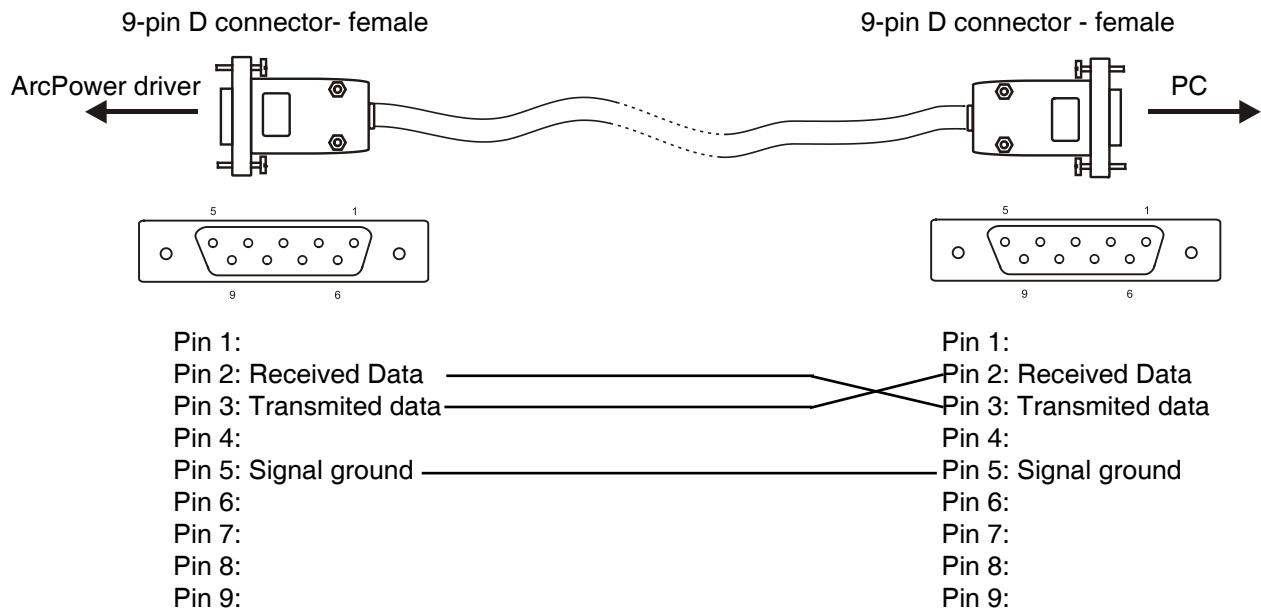 9-pin D connector- female
9-pin D connector - female
ArcPower driver
PC
5 1
5 1
9 6
9 6
Pin 1:
Pin 2: Received Data
Pin 3: Transmited data
Pin 4:
Pin 5: Signal ground
Pin 6:
Pin 7:
Pin 8:
Pin 9:
Pin 1:
Pin 2: Received Data
Pin 3: Transmited data
Pin 4:
Pin 5: Signal ground
Pin 6:
Pin 7:
Pin 8:
Pin 9: